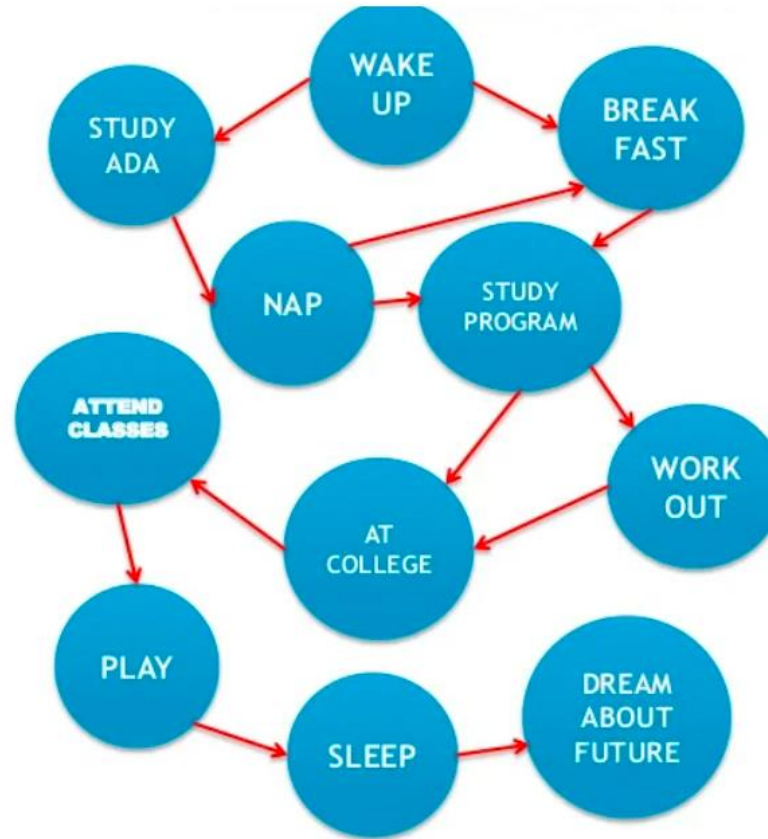 WAKE
UP
STUDY
ADA
BREAK
FAST
NAP
STUDY
PROGRAM
ATTEND
CLASSES
WORK
OUT
AT
COLLEGE
PLAY
SLEEP
DREAM
ABOUT
FUTURE